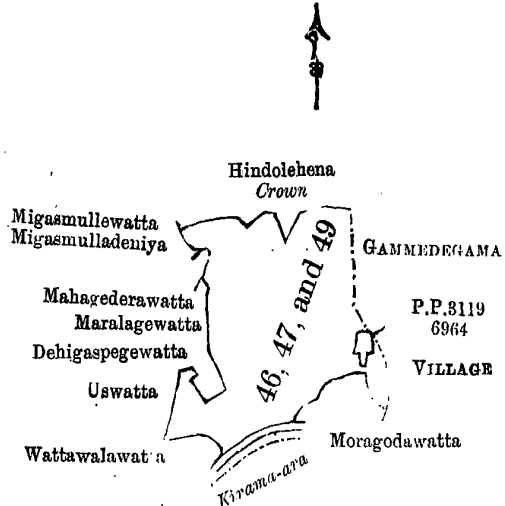 Hindolehena
Crown
Migasmullewatta
Migasmulladeniya
GAMMEDEGAMA
46, 47, and 49
Mahagederawatta
Maralagewatta
P.P.3119
6964
Dehigaspegewatta
VILLAGE
Uswatta
Moragodawatta
Wattawalawatta
Kirama-ara